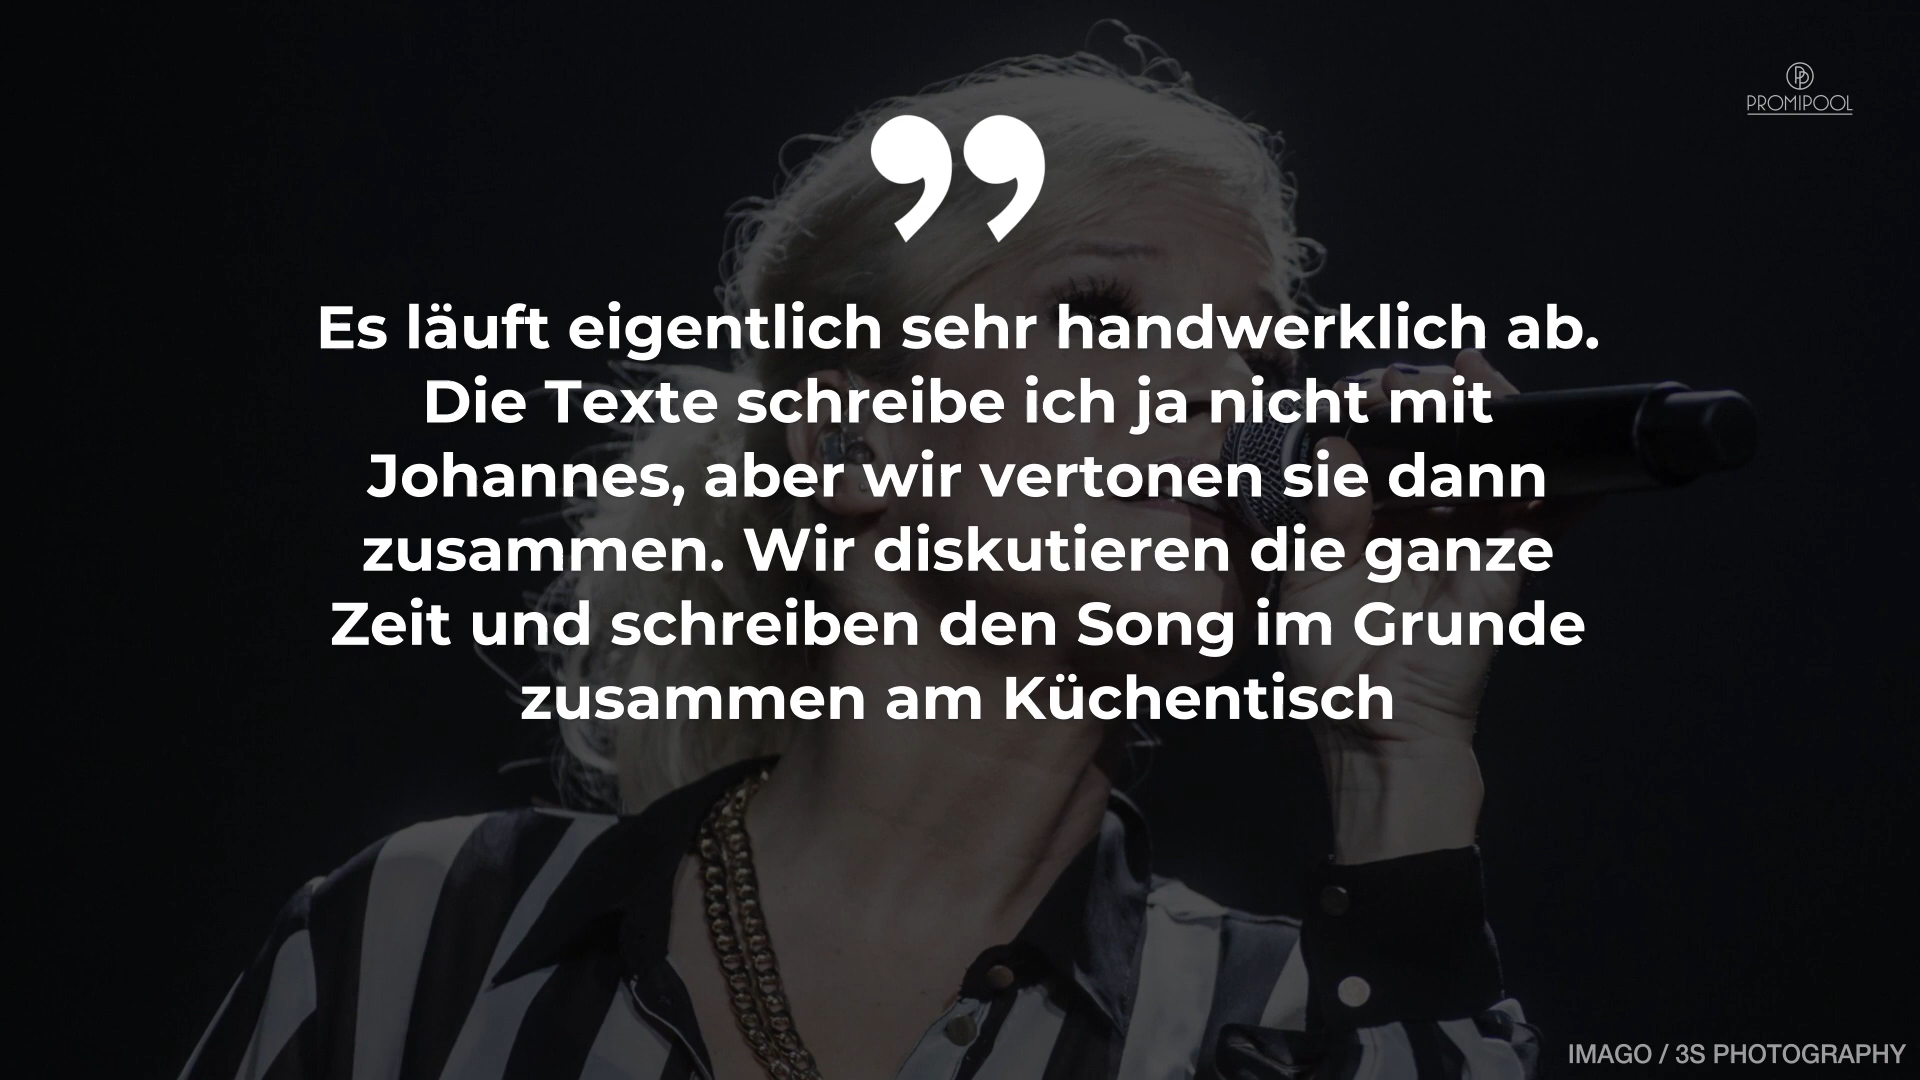 PROMIPOOL
”
Es läuft eigentlich sehr handwerklich ab.
Die Texte schreibe ich ja nicht mit
Johannes, aber wir vertonen sie dann
zusammen. Wir diskutieren die ganze
Zeit und schreiben den Song im Grunde
zusammen am Küchentisch
IMAGO / 3S PHOTOGRAPHY